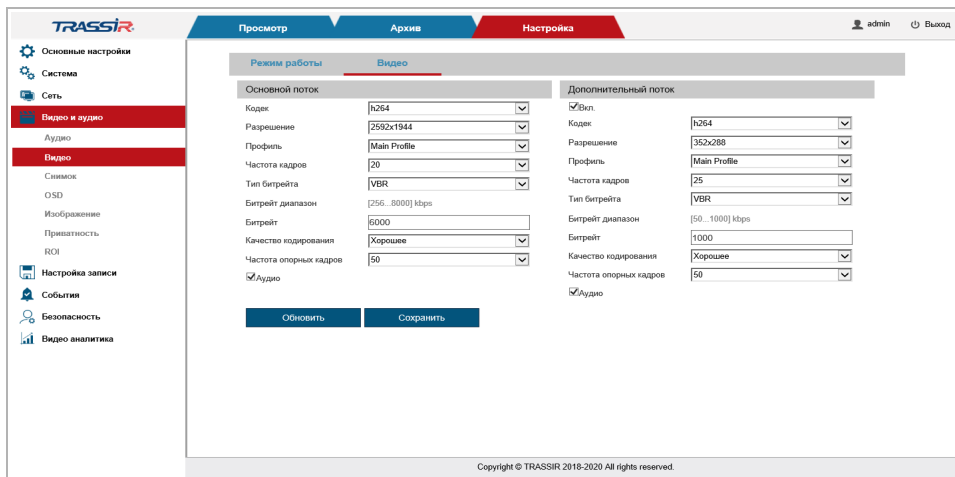 TRASSIR
Просмотр
Архив
Настройка
admin
Выход
Основные настройки
Система
Сеть
Видео и аудио
Аудио
Видео
Снимок
OSD
Изображение
Приватность
ROI
Настройка записи
События
Безопасность
Видео аналитика
Режим работы
Видео
Основной поток
Кодек h264
Разрешение 2592x1944
Профиль Main Profile
Частота кадров 20
Тип битрейта VBR
Битрейт диапазон [256...8000] kbps
Битрейт 6000
Качество кодирования Хорошее
Частота опорных кадров 50
Аудио
Обновить
Сохранить
Дополнительный поток
Вкл.
Кодек h264
Разрешение 352x288
Профиль Main Profile
Частота кадров 25
Тип битрейта VBR
Битрейт диапазон [50...1000] kbps
Битрейт 1000
Качество кодирования Хорошее
Частота опорных кадров 50
Аудио
Copyright © TRASSIR 2018-2020 All rights reserved.